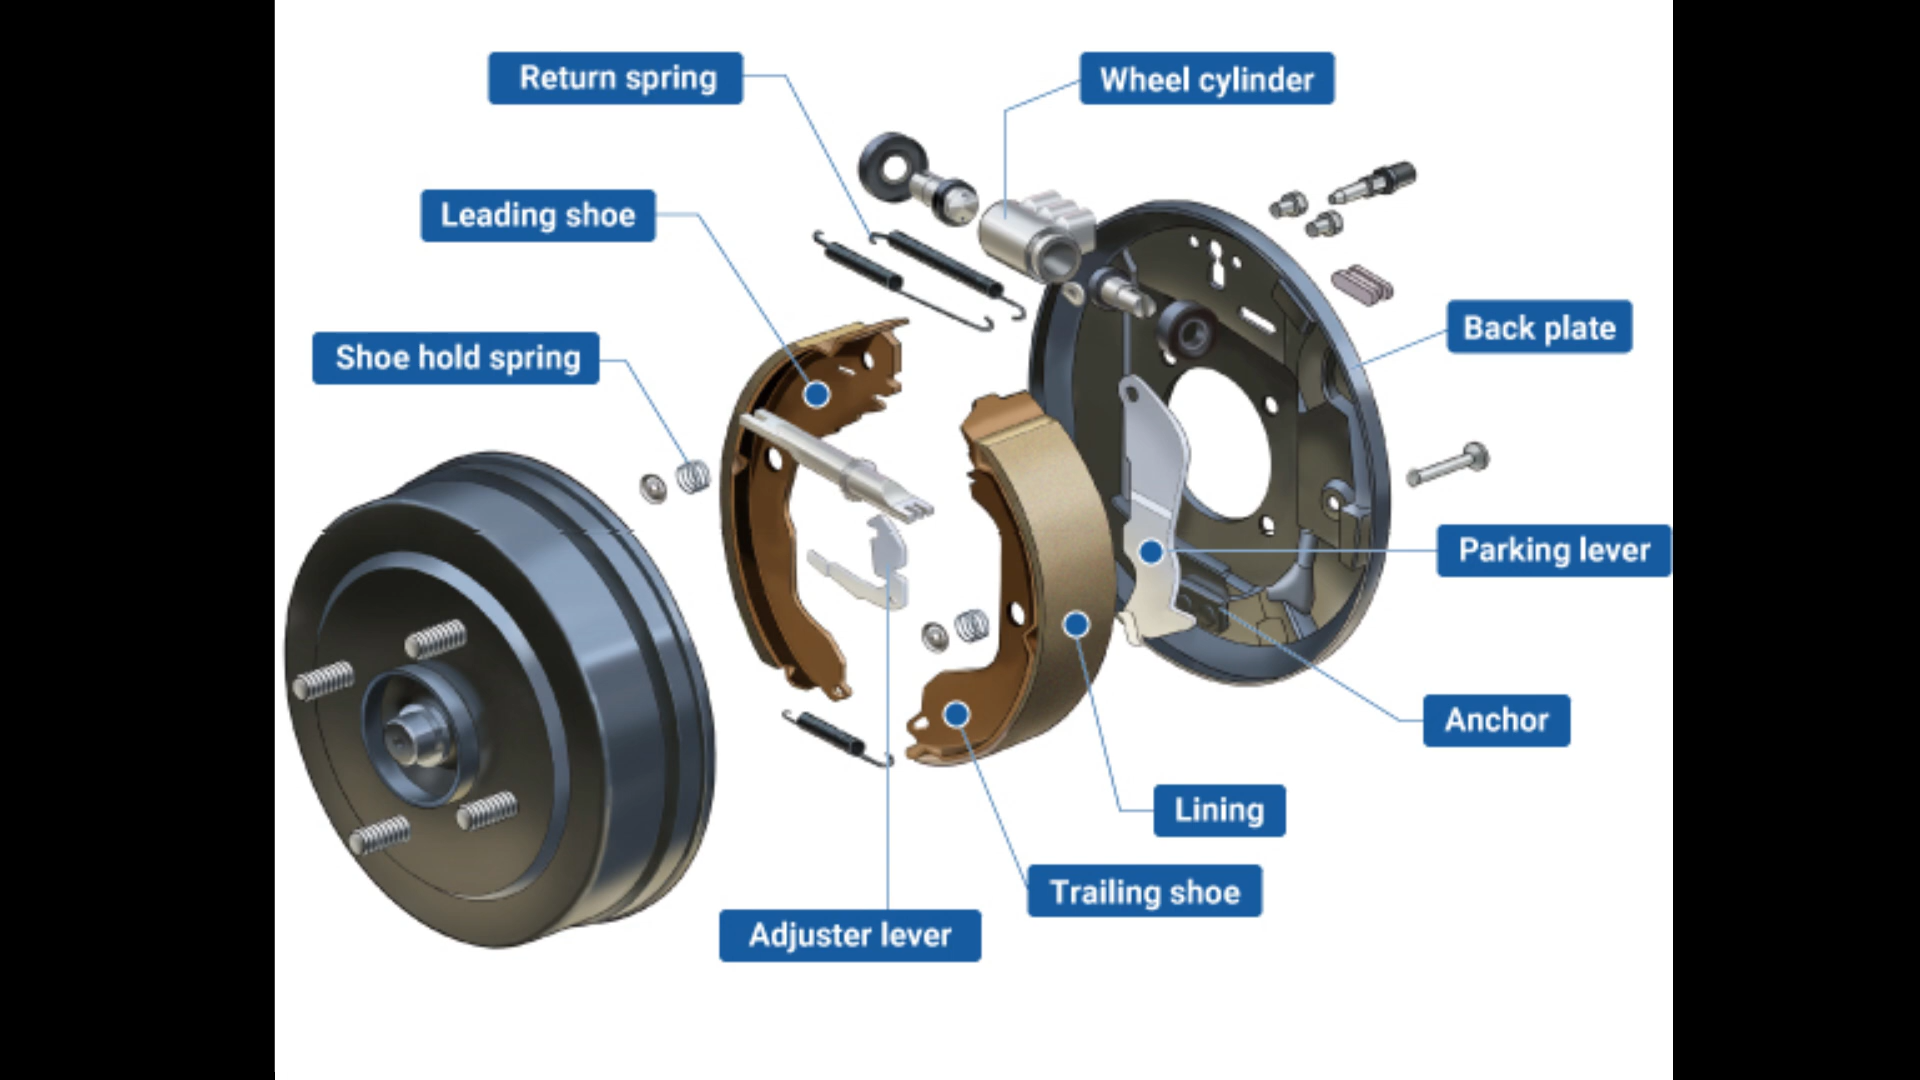 Return spring
Wheel cylinder
Leading shoe
Back plate
Shoe hold spring
Parking lever
Anchor
Lining
Trailing shoe
Adjuster lever